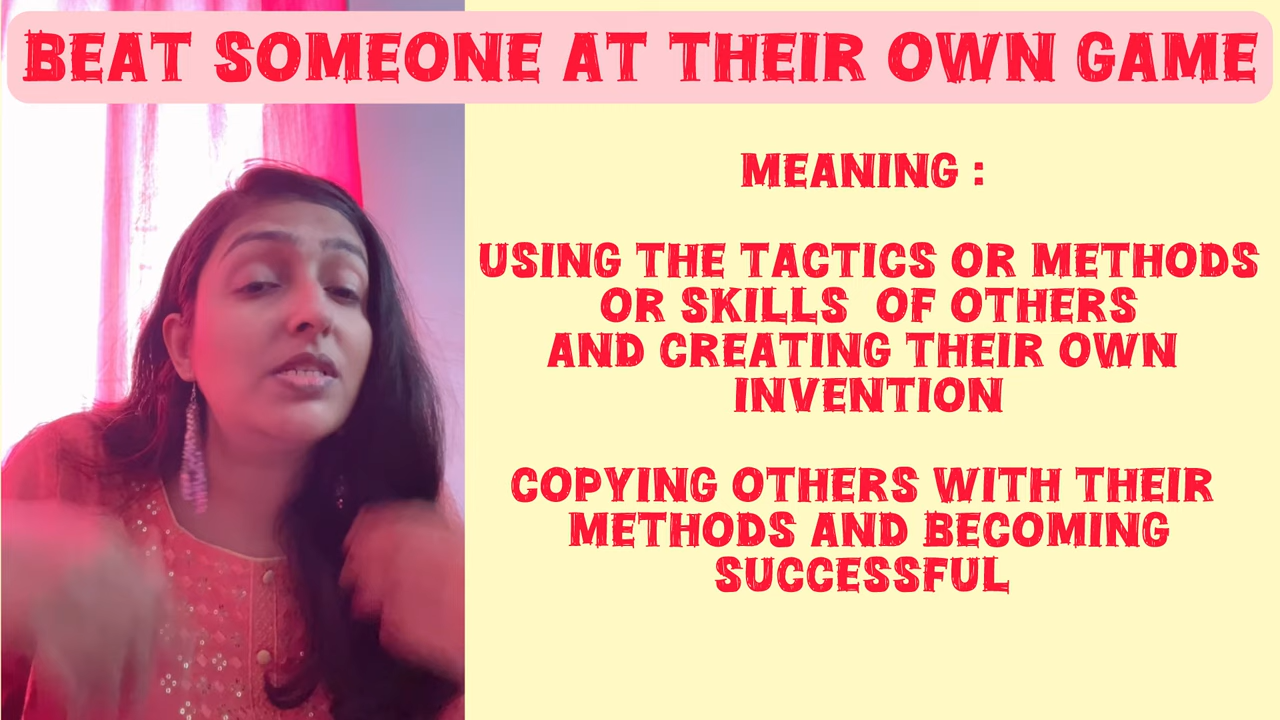 BEAT SOMEONE AT THEIR OWN GAME
MEANING :
USING THE TACTICS OR METHODS
OR SKILLS OF OTHERS
AND CREATING THEIR OWN
INVENTION
COPYING OTHERS WITH THEIR
METHODS AND BECOMING
SUCCESSFUL